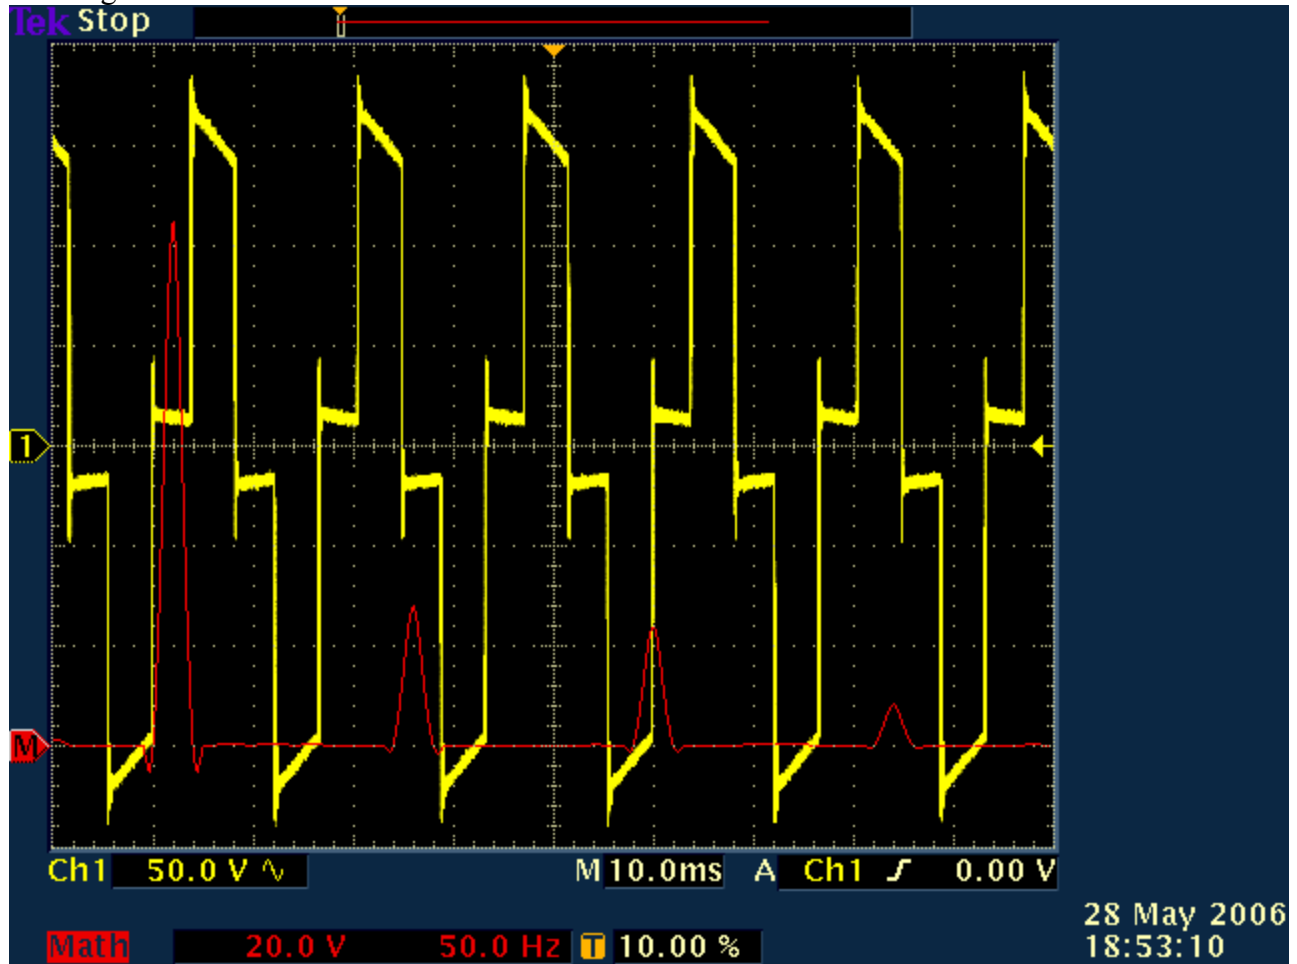 Tek Stop
1
M
Ch1 50.0 V M 10.0ms A Ch1 0.00 V
Math 20.0 V 50.0 Hz T 10.00 %
28 May 2006
18:53:10